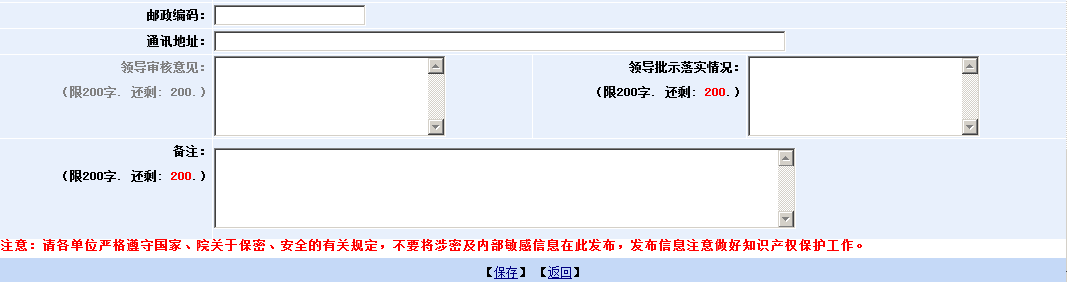 邮政编码：
通讯地址：
领导审核意见：
（限200字. 还剩: 200.）
领导批示落实情况：
（限200字. 还剩: 200.）
备注：
（限200字. 还剩: 200.）
注意：请各单位严格遵守国家、院关于保密、安全的有关规定，不要将涉密及内部敏感信息在此发布，发布信息注意做好知识产权保护工作。
【保存】 【返回】